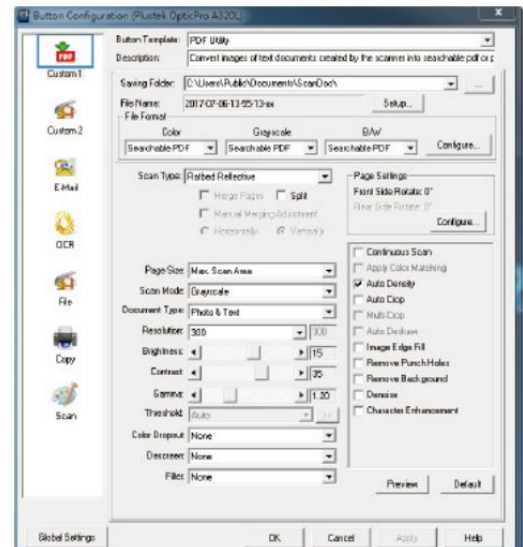 Button Configuration (Plustek OpticPro A320L)
PDF
Custom 1
Custom 2
E-Mail
OCR
File
Copy
Scan
Button Template: PDF Utility
Description: Convert images of text documents created by the scanner into searchable pdf or p
Saving Folder: C:\Users\Public\Documents\ScanDoc\ ...
File Name: Setup...
File Format
Color Grayscale B/W
Searchable PDF Searchable PDF Searchable PDF Configure...
Scan Type: Flatbed Reflective
Merge Pages Split
Manual Merging Adjustment
Horizontally Vertically
Page Settings
Front Side Rotate: 0°
Rear Side Rotate: 0°
Configure...
Page Size: Max. Scan Area
Scan Mode: Grayscale
Document Type: Photo & Text
Resolution: 300 300
Brightness: 15
Contrast: 35
Gamma: 1.20
Threshold: Auto >>
Color Dropout: None
Descreen: None
Filter: None
Continuous Scan
Apply Color Matching
Auto Density
Auto Crop
Multi Crop
Auto Deskew
Image Edge Fill
Remove Punch Holes
Remove Background
Denoise
Character Enhancement
Preview Default
Global Settings OK Cancel Apply Help